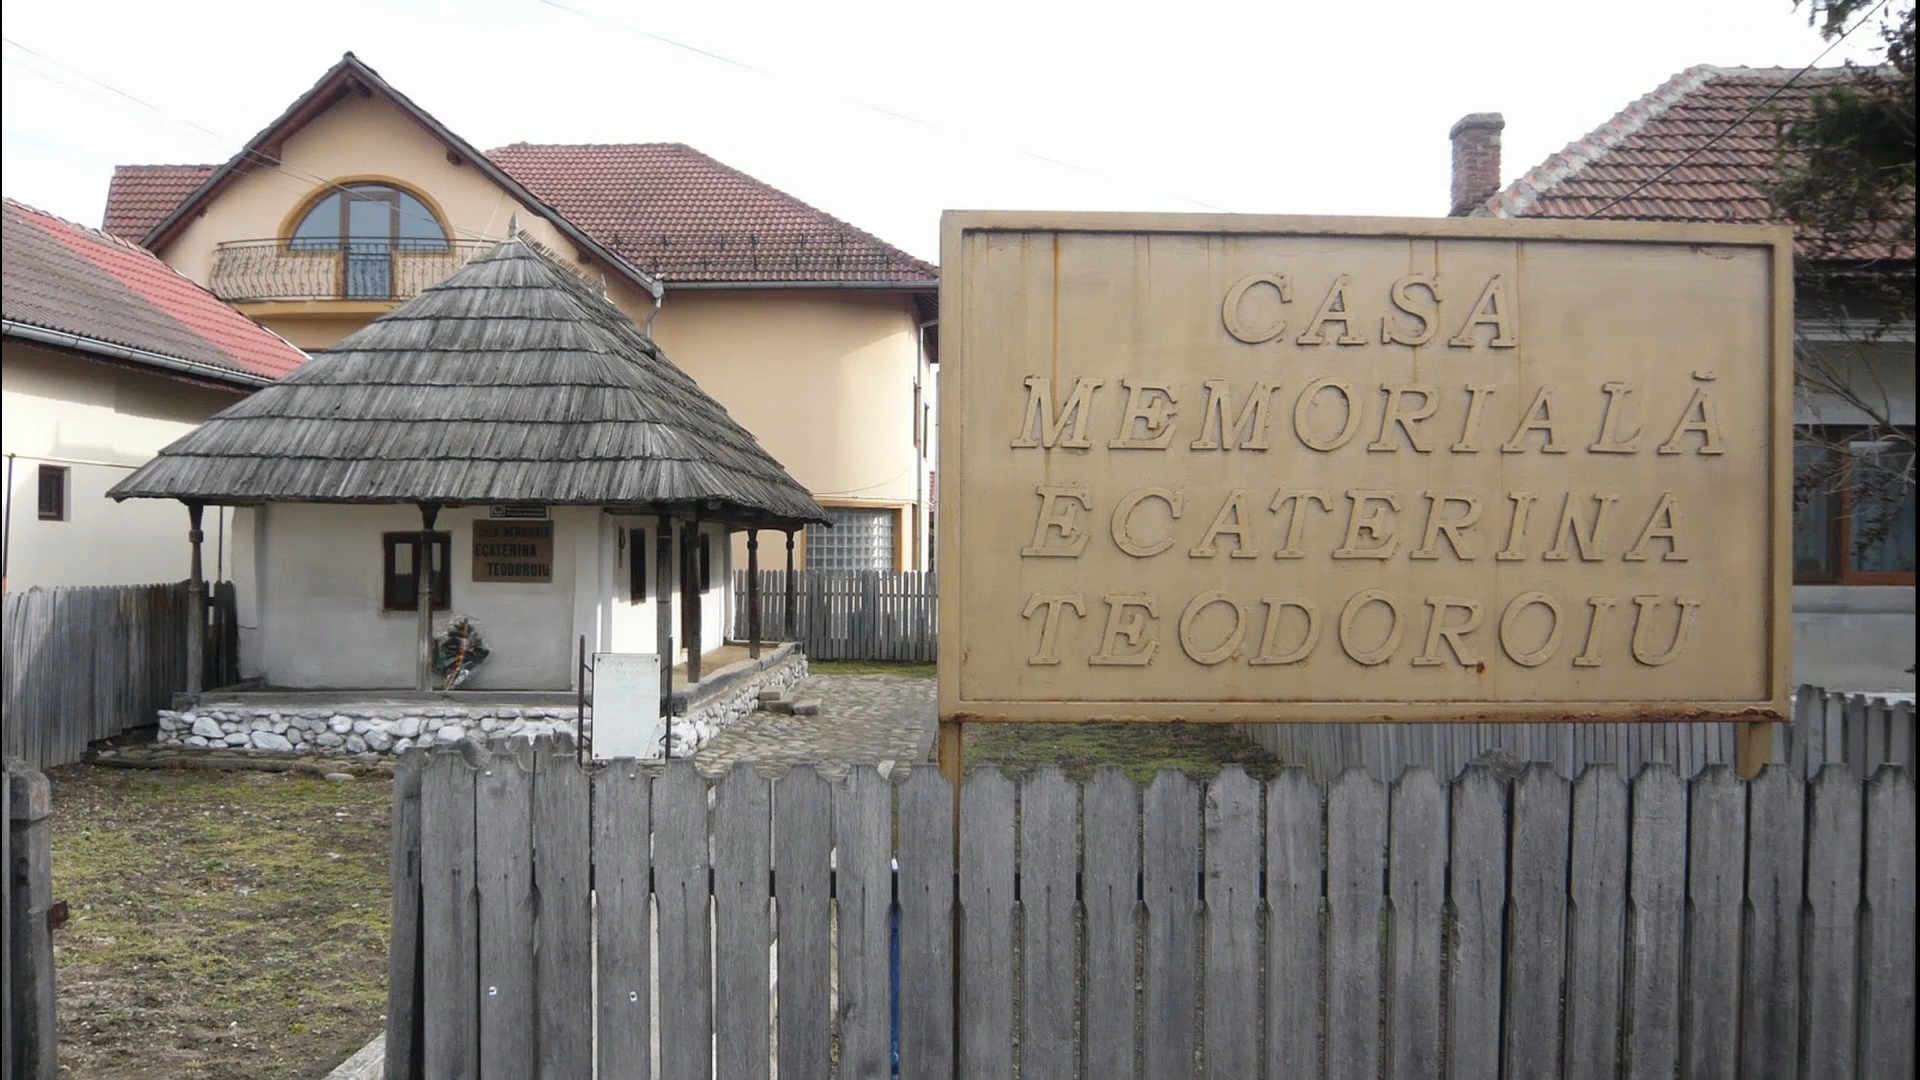 CASA
MEMORIALĂ
ECATERINA
TEODOROIU
CASA MEMORIALĂ
ECATERINA
TEODOROIU